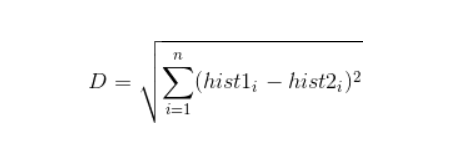 D = \sqrt{\sum_{i=1}^{n} (hist1_i - hist2_i)^2}